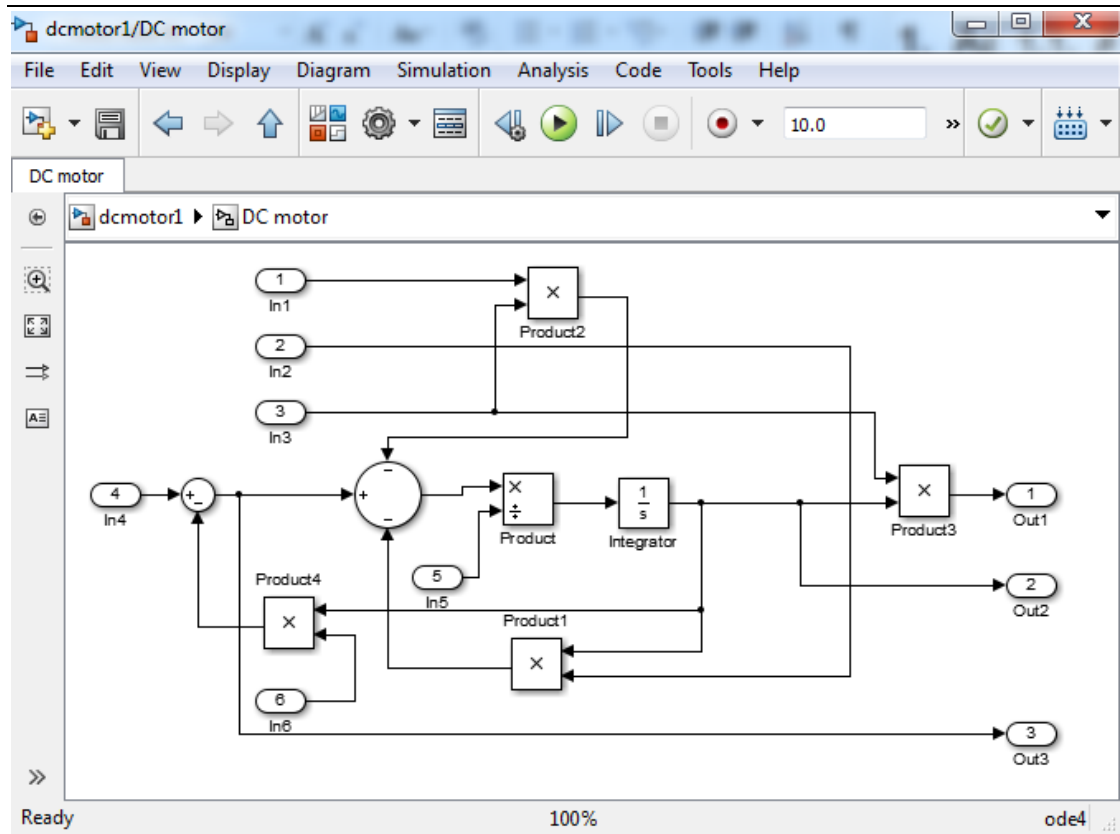 dcmotor1/DC motor
File Edit View Display Diagram Simulation Analysis Code Tools Help
10.0 »
DC motor
dcmotor1 DC motor
1
In1
×
Product2
2
In2
3
In3
4
In4
+
−
−
+
−
×
÷
Product
1
s
Integrator
×
Product3
1
Out1
5
In5
2
Out2
Product4
×
Product1
×
6
In6
3
Out3
Ready 100% ode4